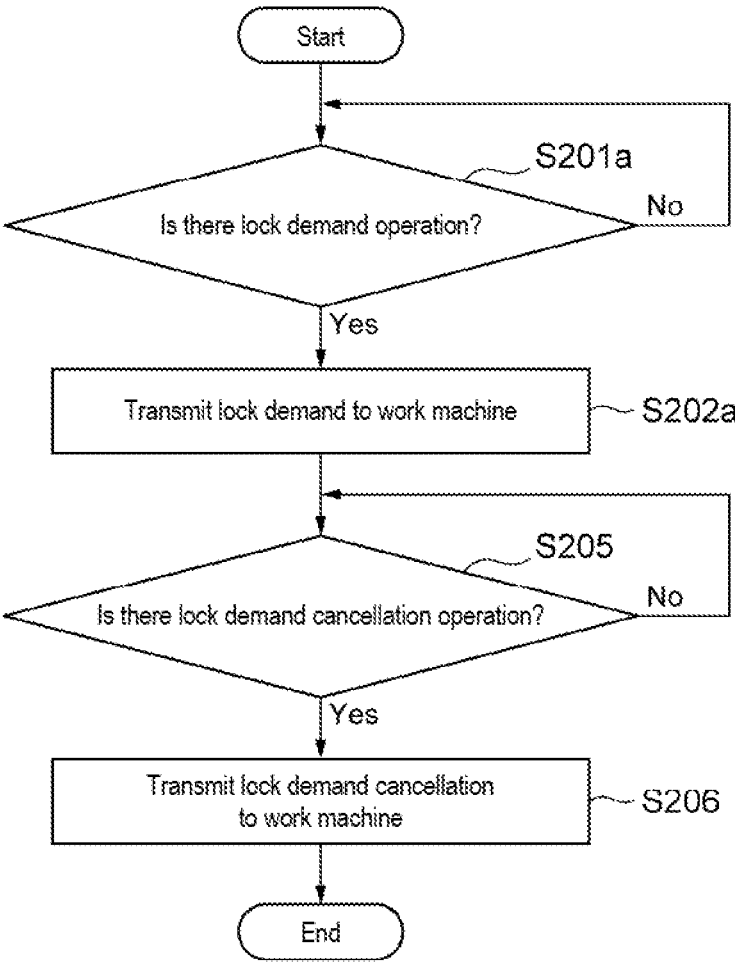 Start
S201a
Is there lock demand operation?
No
Yes
Transmit lock demand to work machine
S202a
S205
Is there lock demand cancellation operation?
No
Yes
Transmit lock demand cancellation
to work machine
S206
End